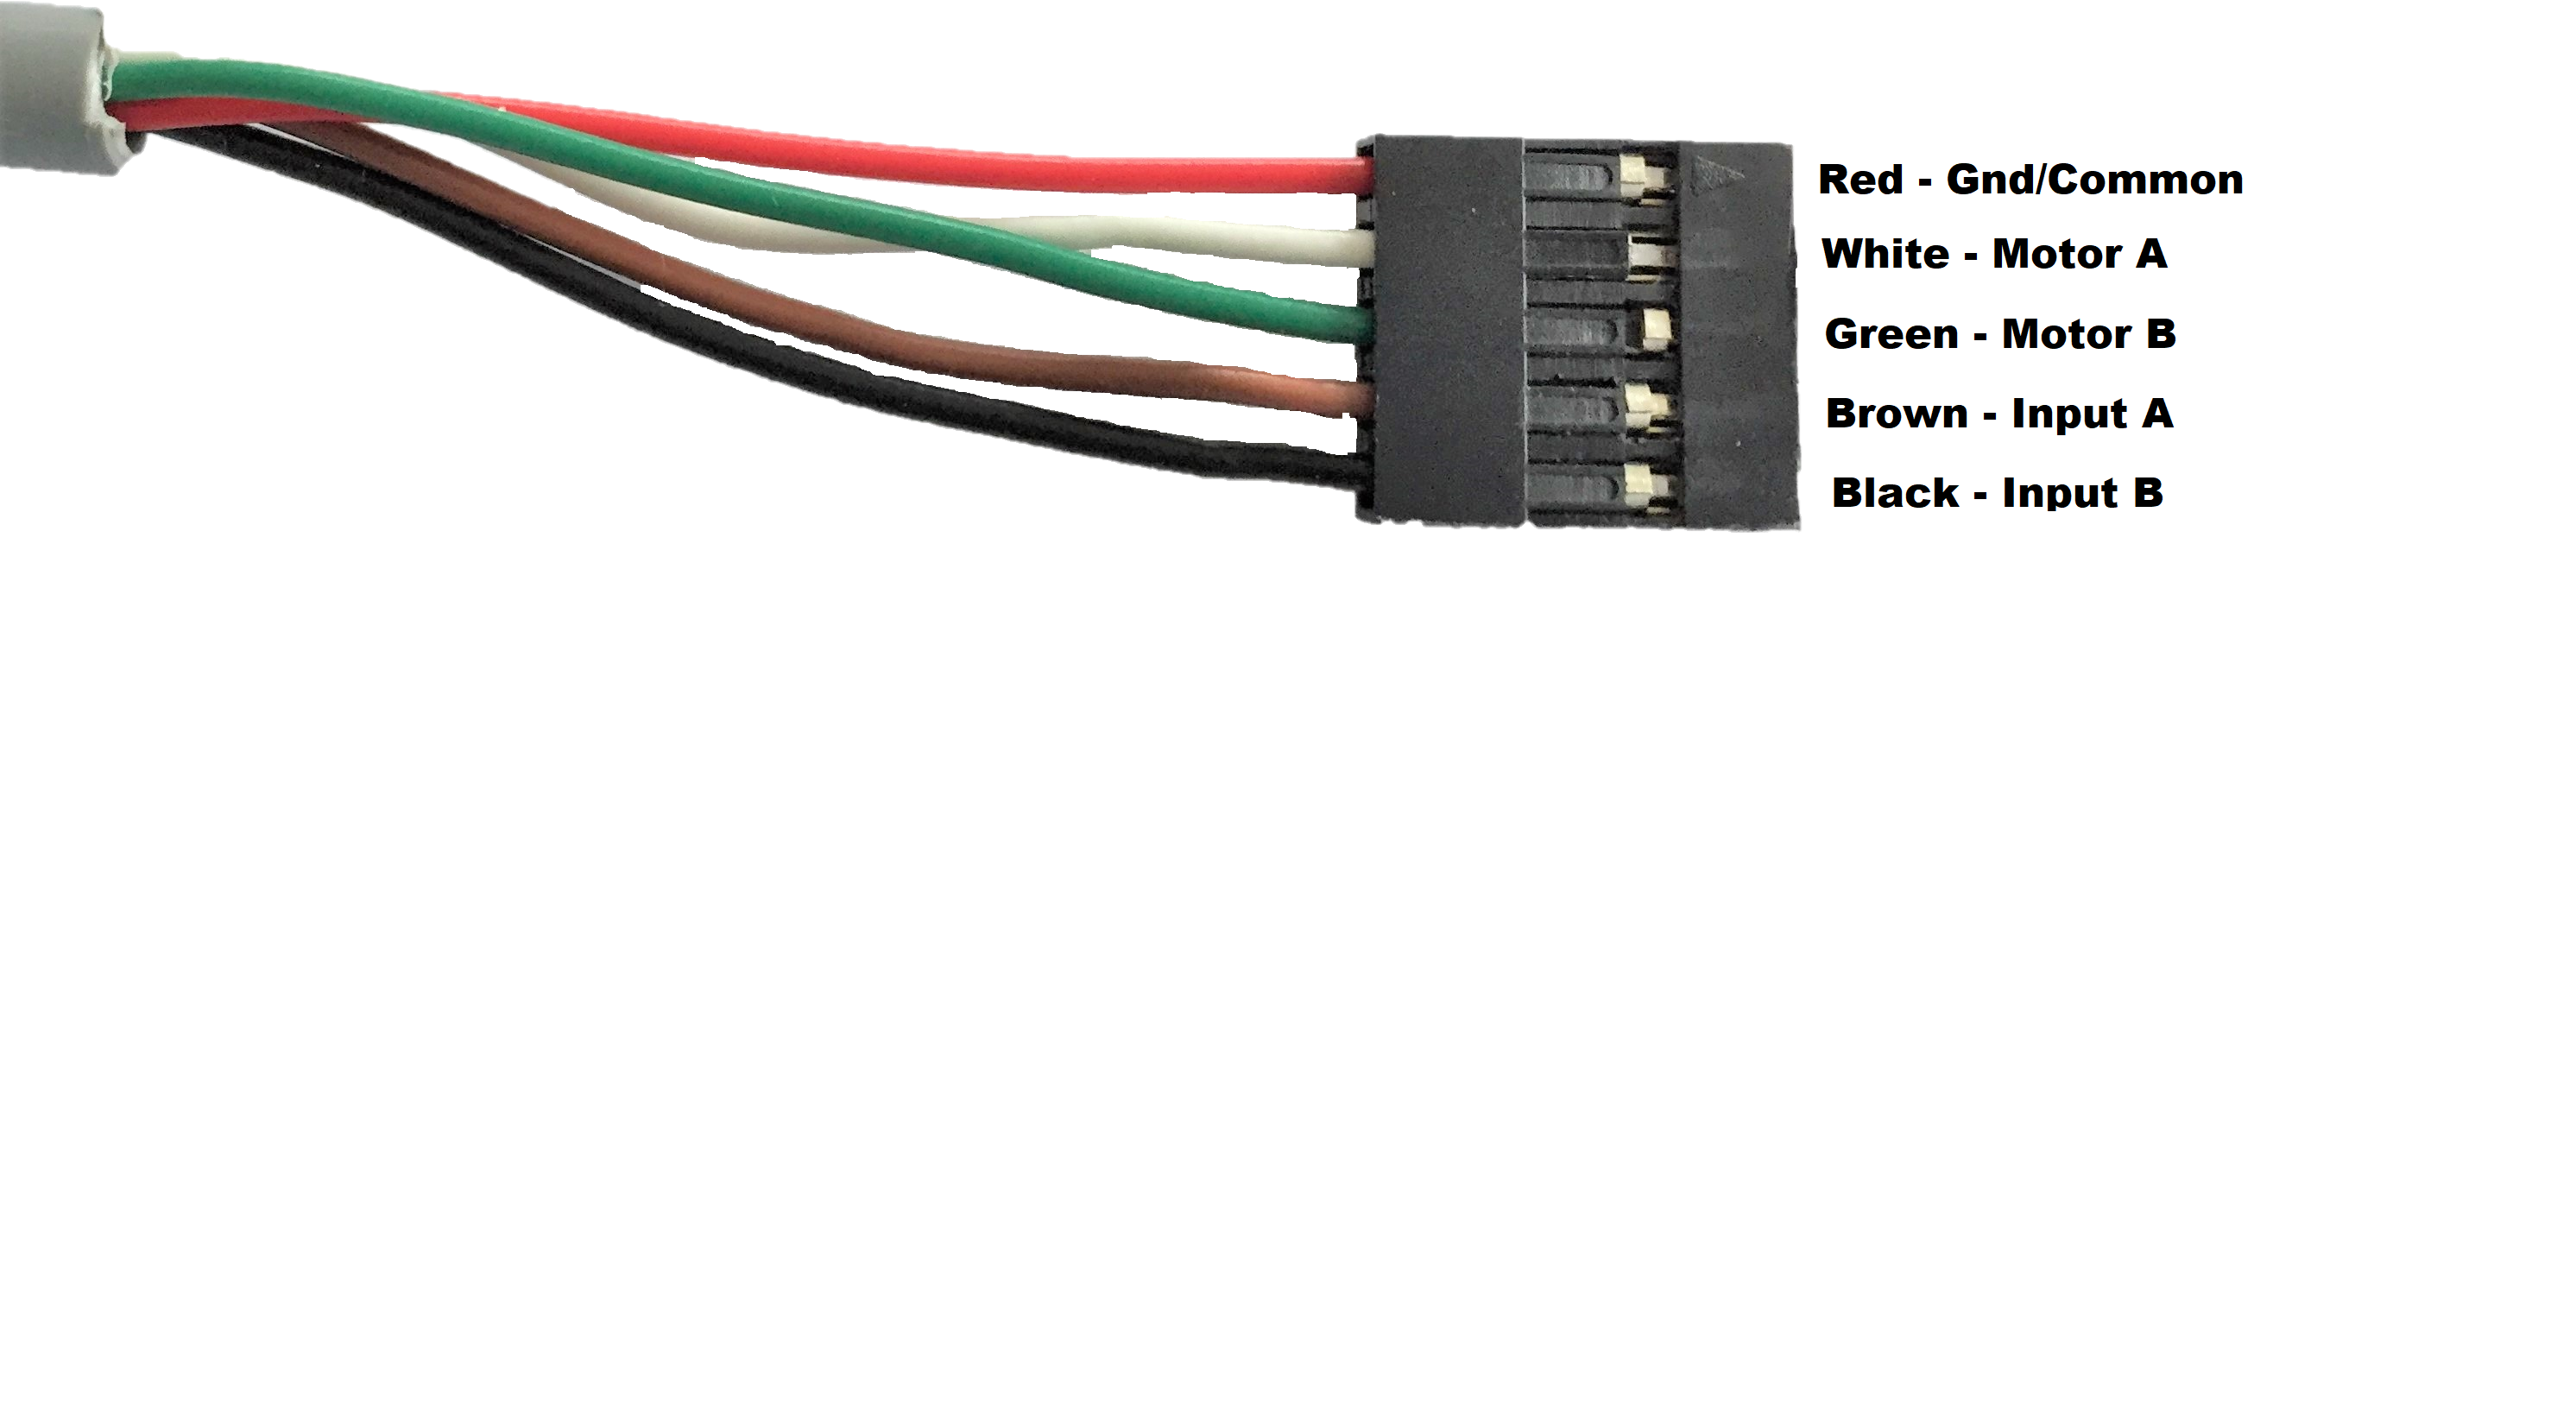 Red - Gnd/Common
White - Motor A
Green - Motor B
Brown - Input A
Black - Input B